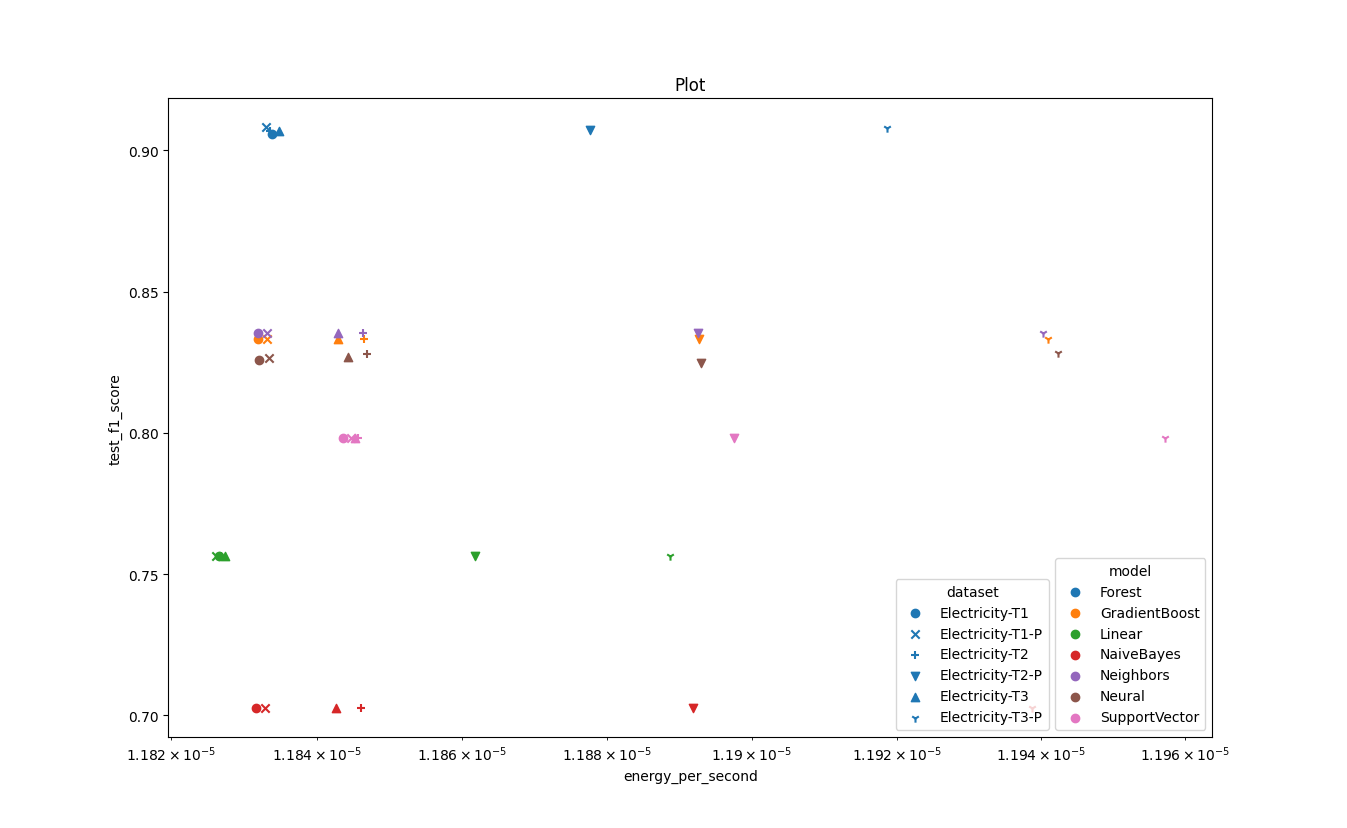 Plot
test_f1_score
0.90
0.85
0.80
0.75
0.70
1.182 × 10⁻⁵
1.184 × 10⁻⁵
1.186 × 10⁻⁵
1.188 × 10⁻⁵
1.19 × 10⁻⁵
1.192 × 10⁻⁵
1.194 × 10⁻⁵
1.196 × 10⁻⁵
energy_per_second
dataset
Electricity-T1
Electricity-T1-P
Electricity-T2
Electricity-T2-P
Electricity-T3
Electricity-T3-P
model
Forest
GradientBoost
Linear
NaiveBayes
Neighbors
Neural
SupportVector